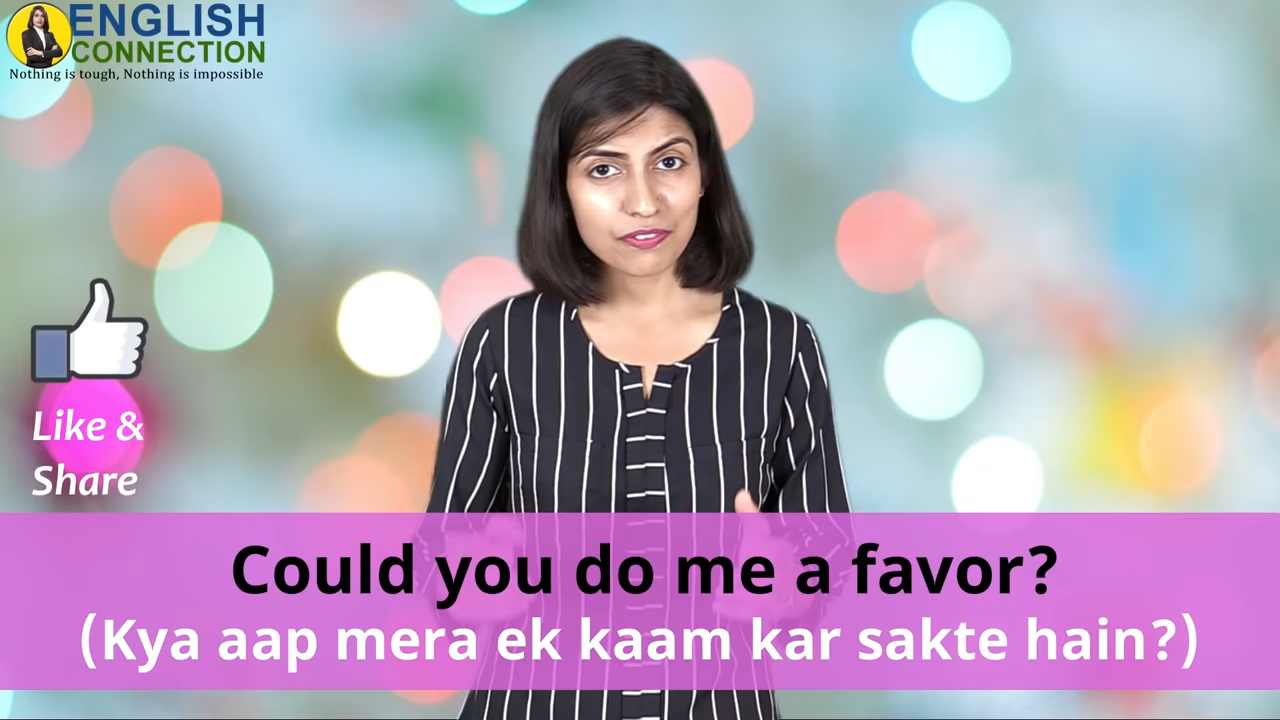 ENGLISH
CONNECTION
Nothing is tough, Nothing is impossible
Like &
Share
Could you do me a favor?
(Kya aap mera ek kaam kar sakte hain?)